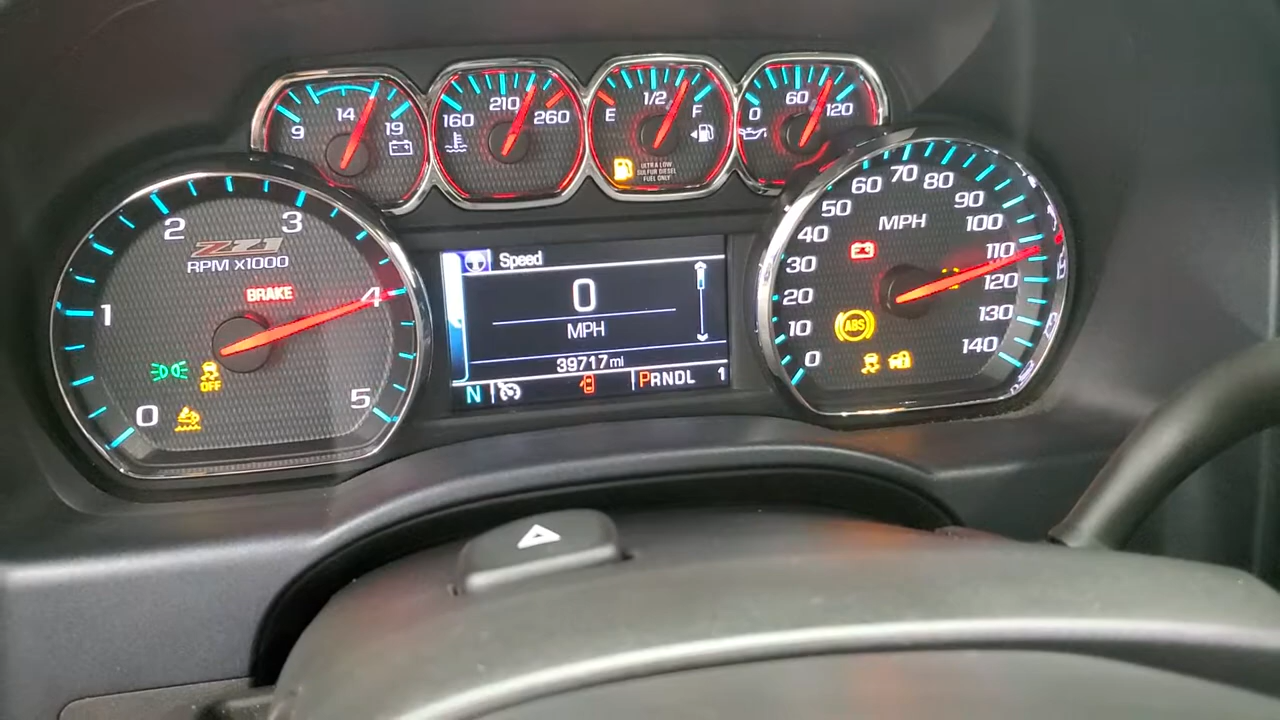 9 14 19
160 210 260
E 1/2 F
ULTRA LOW
SULFUR DIESEL
FUEL ONLY
0 60 120
0 1 2 3 4 5
Z71
RPM x1000
BRAKE
OFF
Speed
0
MPH
39717 mi
N PRNDL 1
0 10 20 30 40 50 60 70 80 90 100 110 120 130 140
MPH
ABS